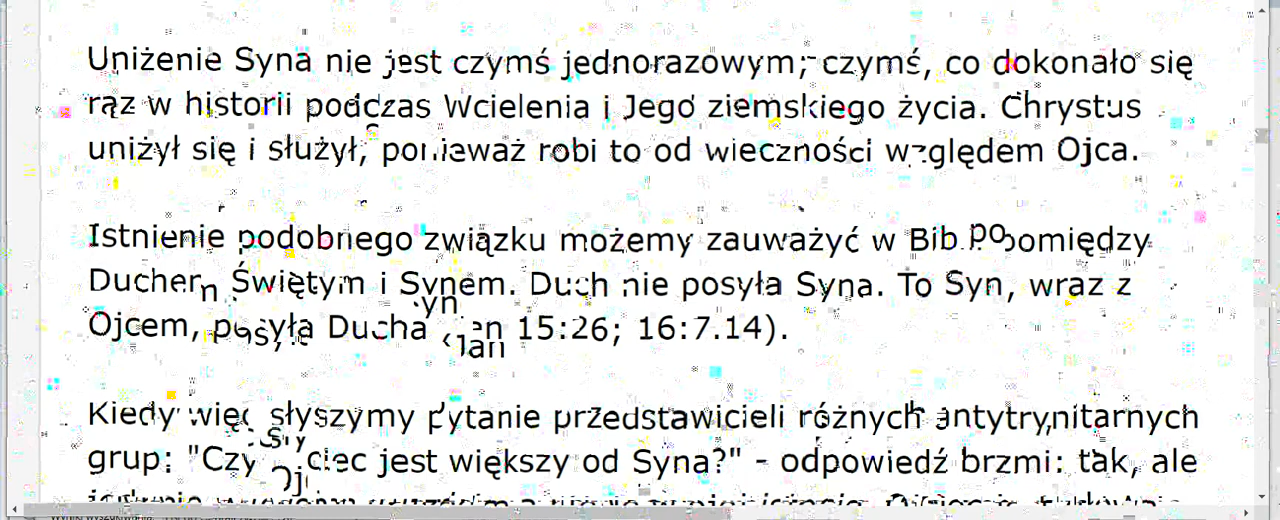 Uniżenie Syna nie jest czymś jednorazowym, czymś, co dokonało się
raz w historii podczas Wcielenia i Jego ziemskiego życia. Chrystus
uniżył się i służył, ponieważ robi to od wieczności względem Ojca.
Istnienie podobnego związku możemy zauważyć w Biblii pomiędzy
Duchem Świętym i Synem. Duch nie posyła Syna. To Syn, wraz z
Ojcem, posyła Ducha (Jan 15:26; 16:7.14).
Kiedy więc słyszymy pytanie przedstawicieli różnych antytrynitarnych
grup: "Czy Ojciec jest większy od Syna?" - odpowiedź brzmi: tak, ale